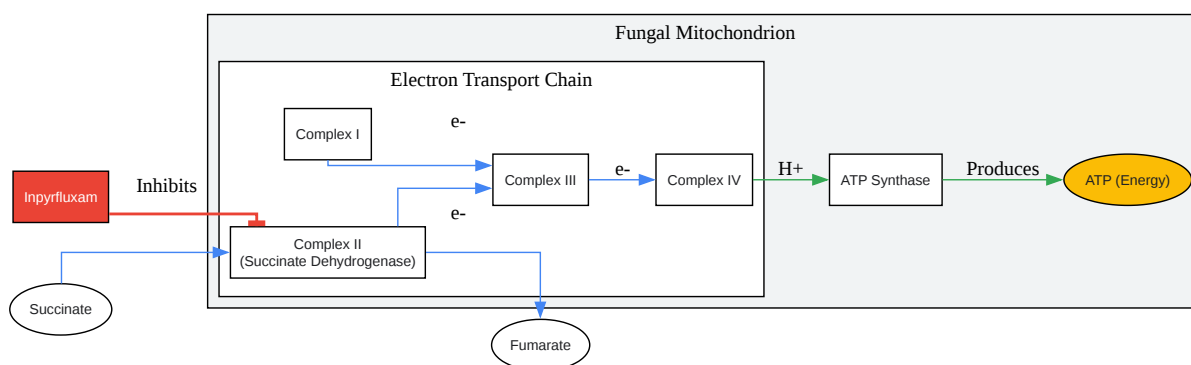 Fungal Mitochondrion
Electron Transport Chain
Complex I
e-
Inpyrfluxam
Inhibits
Complex III
e-
Complex IV
H+
ATP Synthase
Produces
ATP (Energy)
e-
Complex II
(Succinate Dehydrogenase)
Succinate
Fumarate